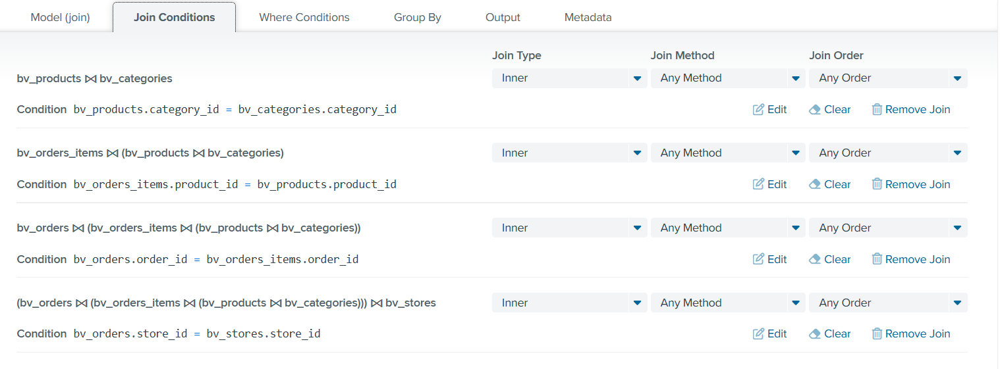 Model (join) Join Conditions Where Conditions Group By Output Metadata
Join Type Join Method Join Order
bv_products ⋈ bv_categories Inner Any Method Any Order
Condition bv_products.category_id = bv_categories.category_id Edit Clear Remove Join
bv_orders_items ⋈ (bv_products ⋈ bv_categories) Inner Any Method Any Order
Condition bv_orders_items.product_id = bv_products.product_id Edit Clear Remove Join
bv_orders ⋈ (bv_orders_items ⋈ (bv_products ⋈ bv_categories)) Inner Any Method Any Order
Condition bv_orders.order_id = bv_orders_items.order_id Edit Clear Remove Join
(bv_orders ⋈ (bv_orders_items ⋈ (bv_products ⋈ bv_categories))) ⋈ bv_stores Inner Any Method Any Order
Condition bv_orders.store_id = bv_stores.store_id Edit Clear Remove Join